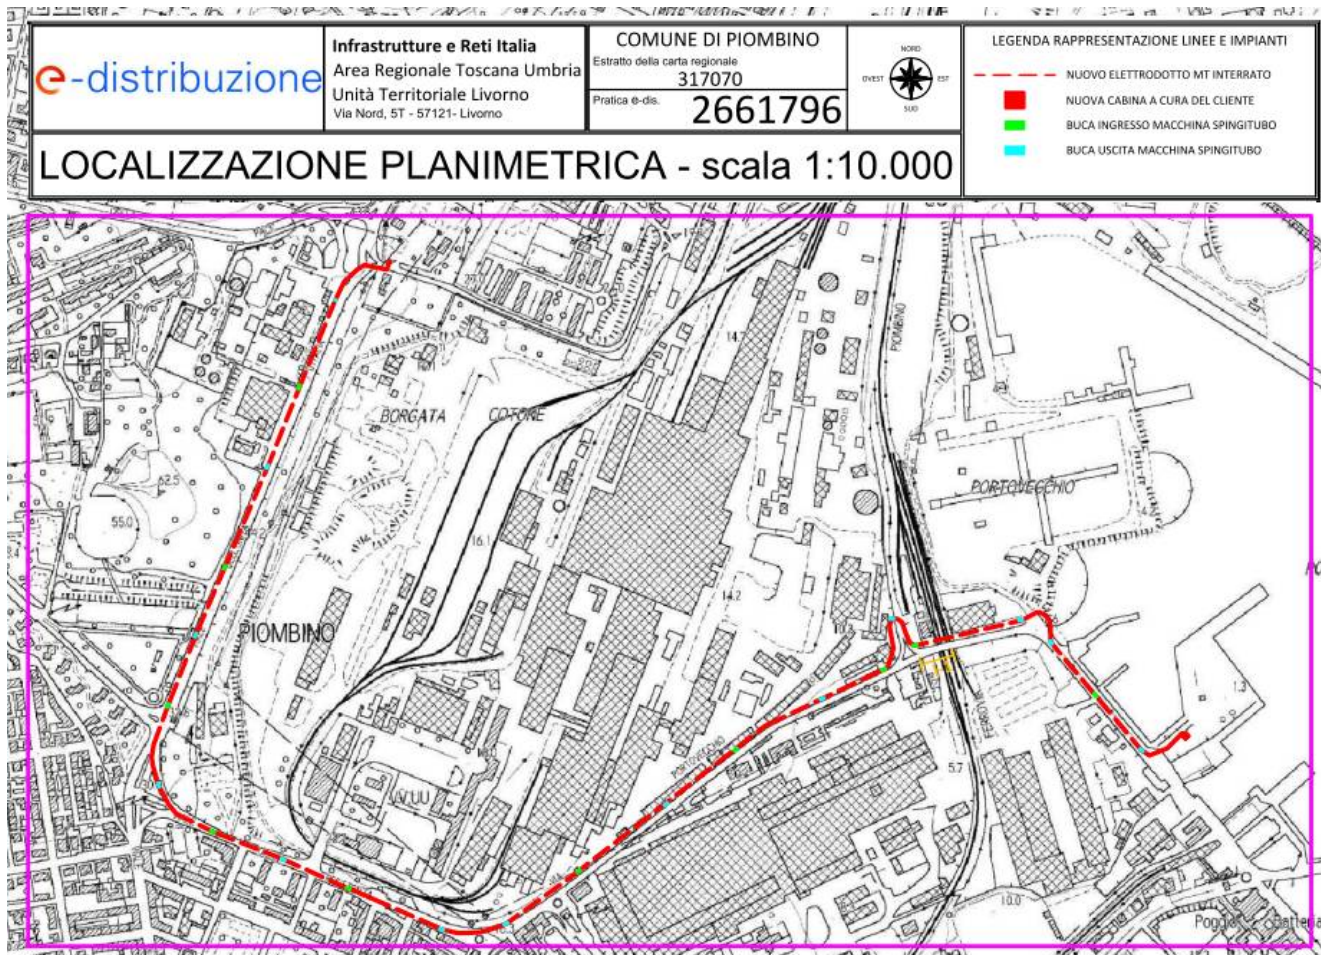 e-distribuzione
Infrastrutture e Reti Italia
Area Regionale Toscana Umbria
Unità Territoriale Livorno
Via Nord, 5T - 57121- Livorno
COMUNE DI PIOMBINO
Estratto della carta regionale
317070
Pratica e-dis.
2661796
NORD
OVEST
EST
SUD
LEGENDA RAPPRESENTAZIONE LINEE E IMPIANTI
NUOVO ELETTRODOTTO MT INTERRATO
NUOVA CABINA A CURA DEL CLIENTE
BUCA INGRESSO MACCHINA SPINGITUBO
BUCA USCITA MACCHINA SPINGITUBO
LOCALIZZAZIONE PLANIMETRICA - scala 1:10.000
PIOMBINO
BORGATA
COTONE
PORTOVECCHIO
62.5
55.0
16.1
14.2
PIOMBINO
PORTOVECCHIO
5.7
10.0
Poggio